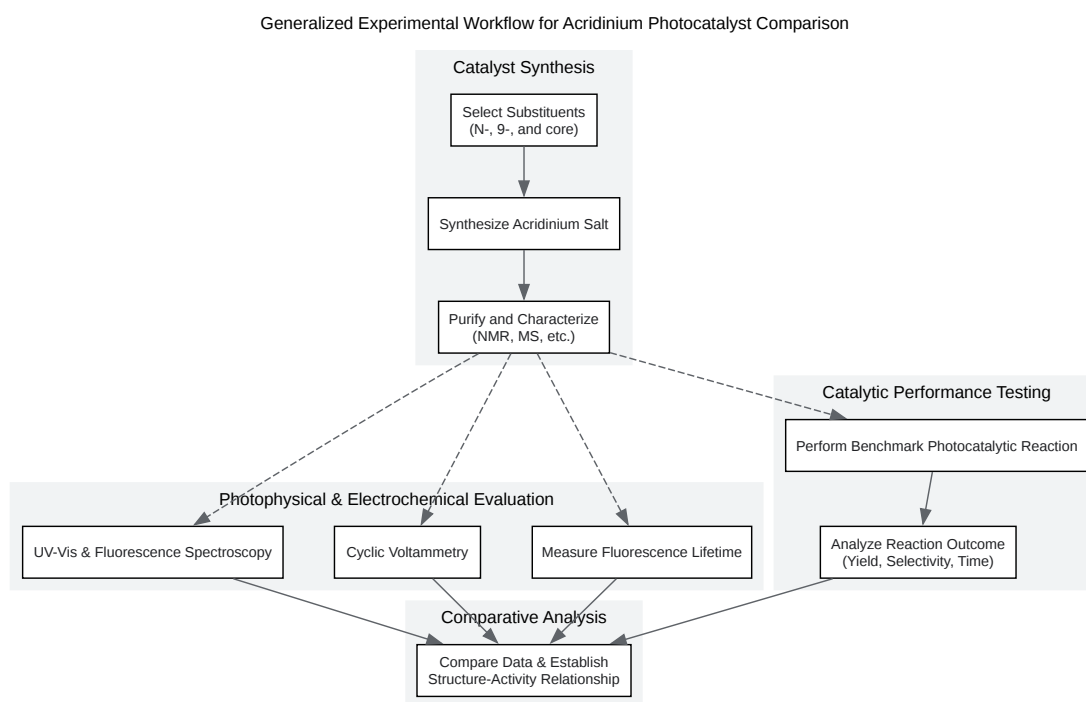 Generalized Experimental Workflow for Acridinium Photocatalyst Comparison
Catalyst Synthesis
Select Substituents
(N-, 9-, and core)
Synthesize Acridinium Salt
Purify and Characterize
(NMR, MS, etc.)
Catalytic Performance Testing
Perform Benchmark Photocatalytic Reaction
Analyze Reaction Outcome
(Yield, Selectivity, Time)
Photophysical & Electrochemical Evaluation
UV-Vis & Fluorescence Spectroscopy
Cyclic Voltammetry
Measure Fluorescence Lifetime
Comparative Analysis
Compare Data & Establish
Structure-Activity Relationship